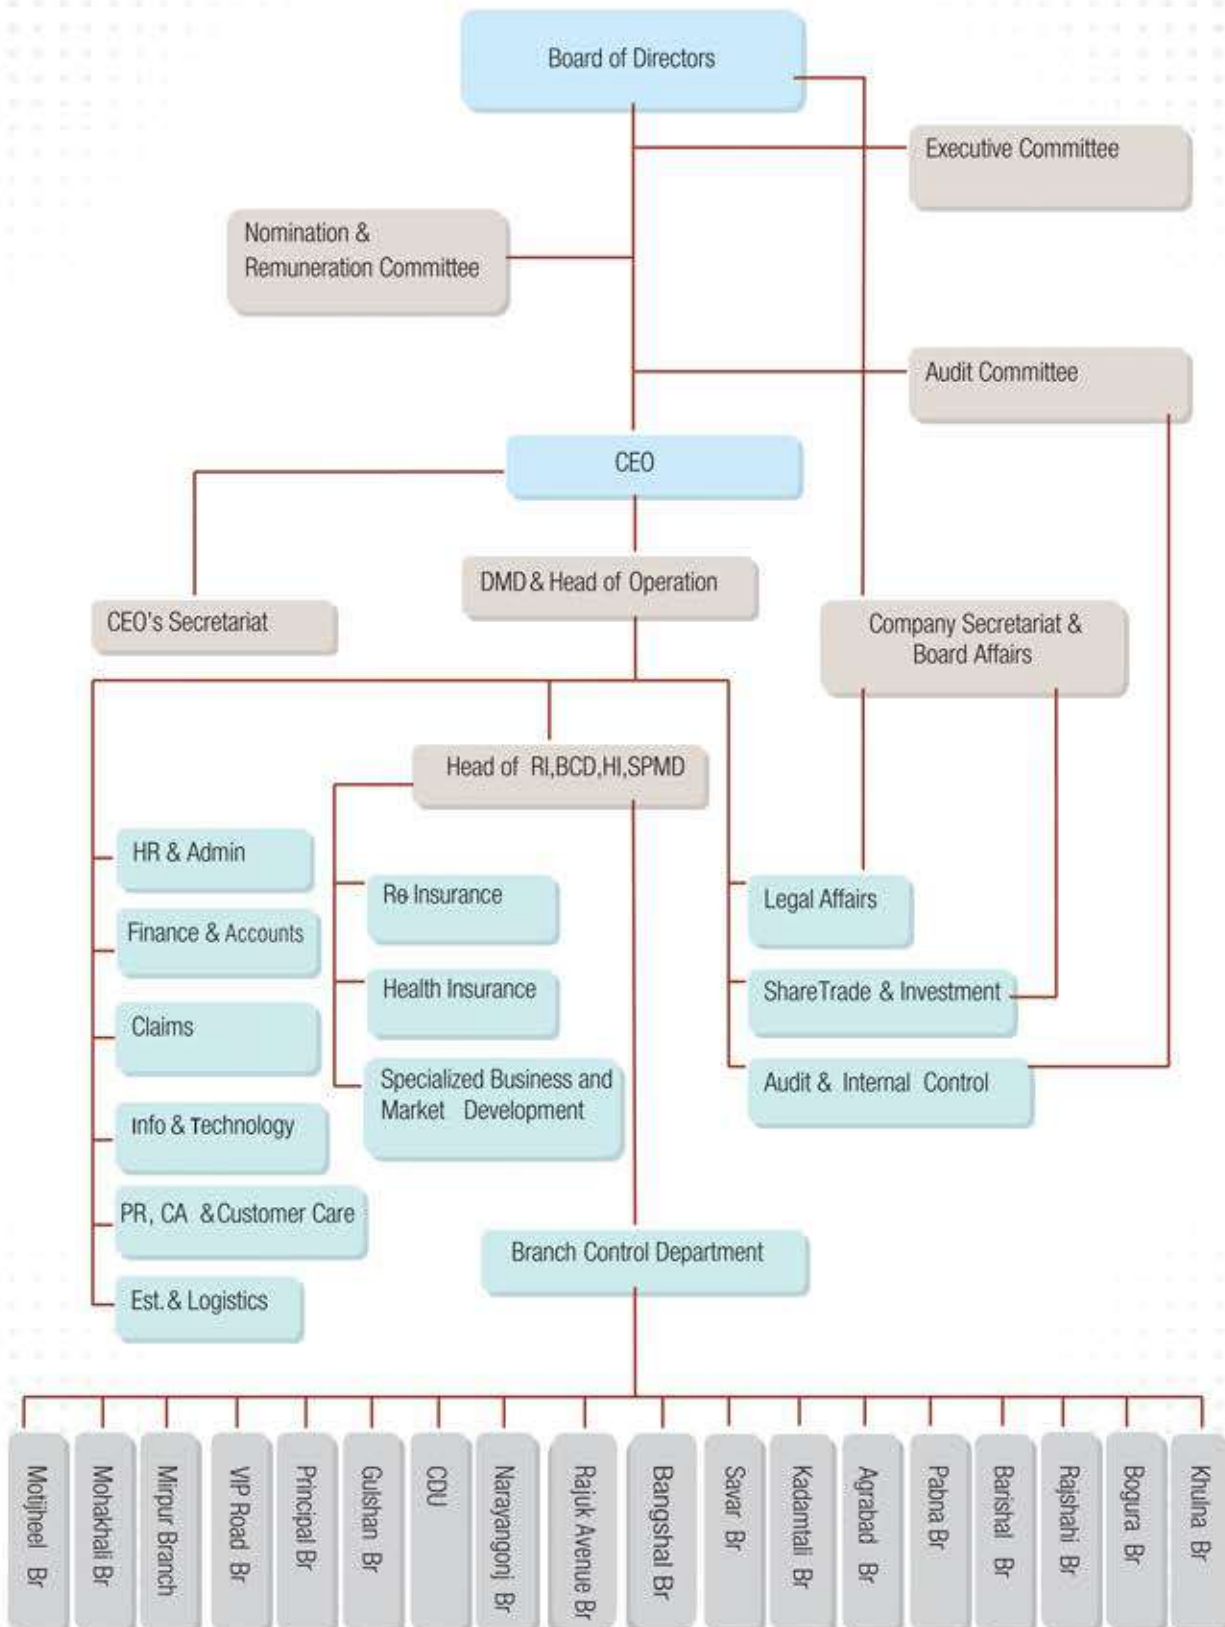 Board of Directors
Executive Committee
Nomination &
Remuneration Committee
Audit Committee
CEO
DMD & Head of Operation
CEO's Secretariat
Company Secretariat &
Board Affairs
Head of RI,BCD,HI,SPMD
HR & Admin
Finance & Accounts
Claims
Info & Technology
PR, CA & Customer Care
Est. & Logistics
Re-Insurance
Health Insurance
Specialized Business and
Market Development
Legal Affairs
ShareTrade & Investment
Audit & Internal Control
Branch Control Department
Motijheel Br
Mohakhali Br
Mirpur Branch
VIP Road Br
Principal Br
Gulshan Br
CDU
Narayangonj Br
Rajuk Avenue Br
Bangshal Br
Savar Br
Kadamtali Br
Agrabad Br
Pabna Br
Barishal Br
Rajshahi Br
Bogura Br
Khulna Br